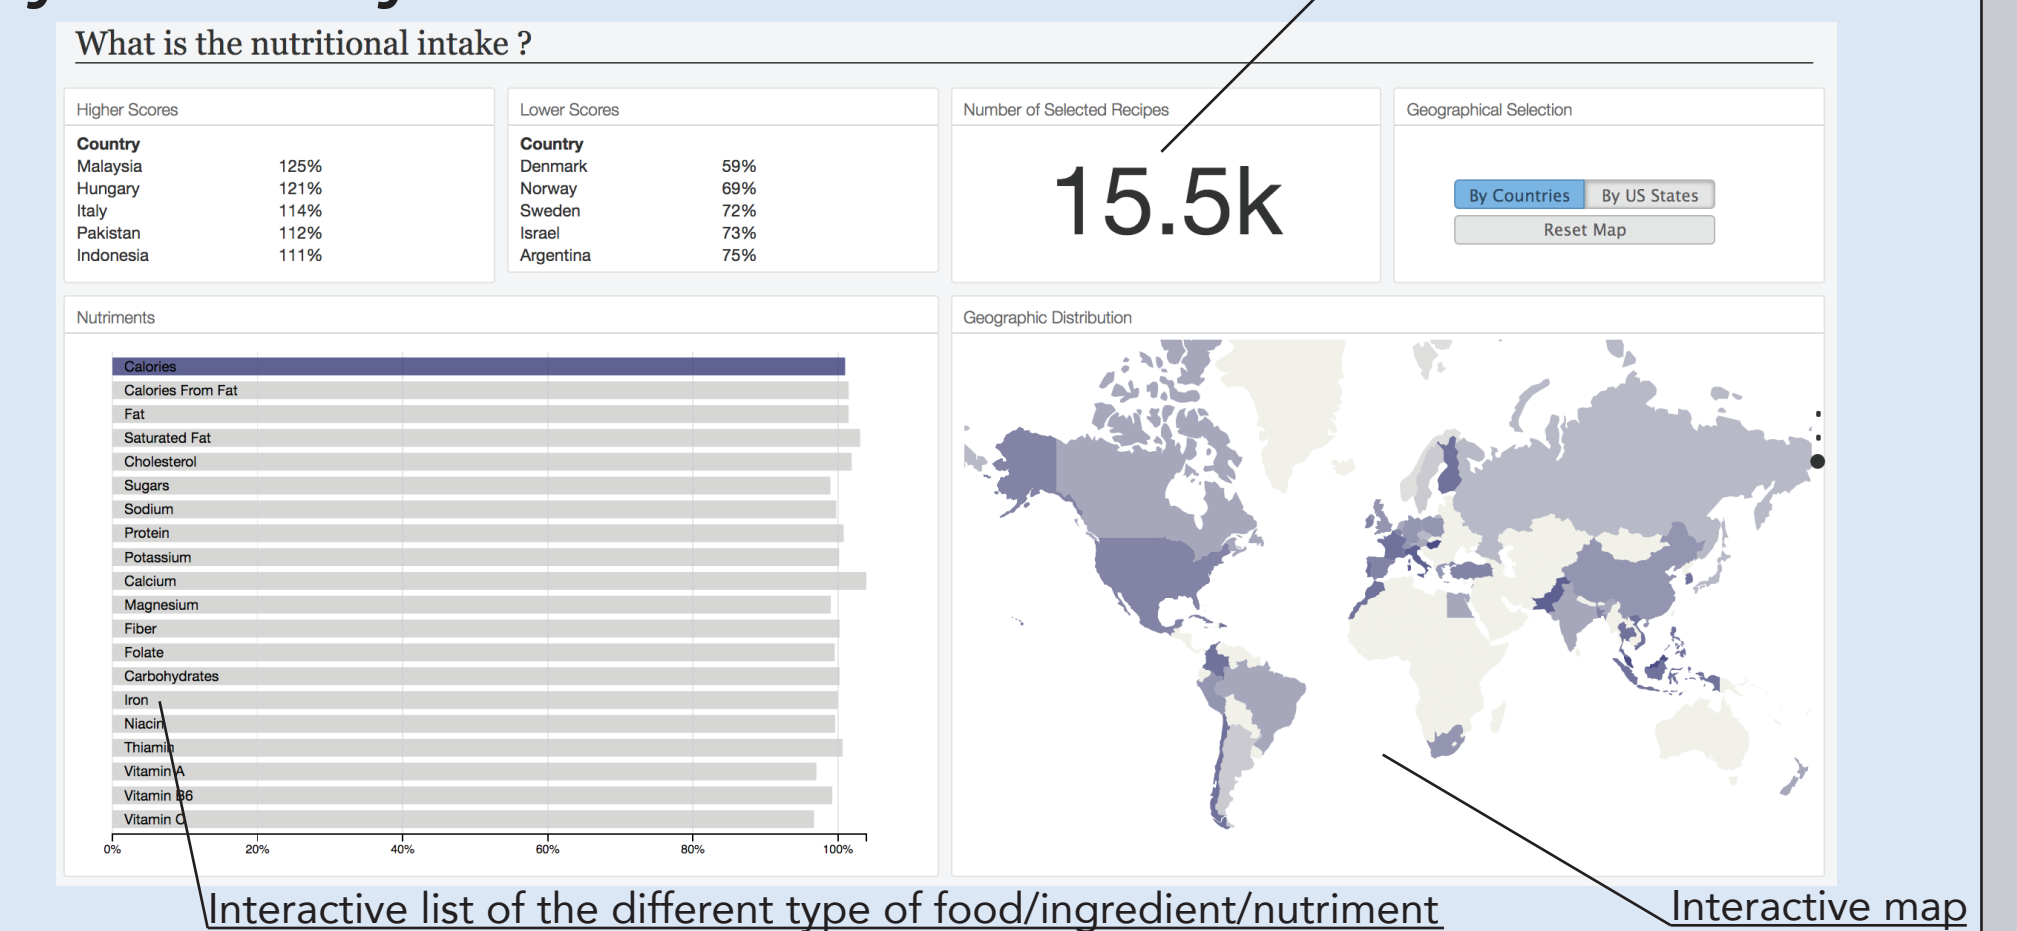 What is the nutritional intake ?
Higher Scores
Country
Malaysia 125%
Hungary 121%
Italy 114%
Pakistan 112%
Indonesia 111%
Lower Scores
Country
Denmark 59%
Norway 69%
Sweden 72%
Israel 73%
Argentina 75%
Number of Selected Recipes
15.5k
Geographical Selection
By Countries By US States
Reset Map
Nutriments
Calories
Calories From Fat
Fat
Saturated Fat
Cholesterol
Sugars
Sodium
Protein
Potassium
Calcium
Magnesium
Fiber
Folate
Carbohydrates
Iron
Niacin
Thiamin
Vitamin A
Vitamin B6
Vitamin C
0% 20% 40% 60% 80% 100%
Geographic Distribution
Interactive list of the different type of food/ingredient/nutriment
Interactive map